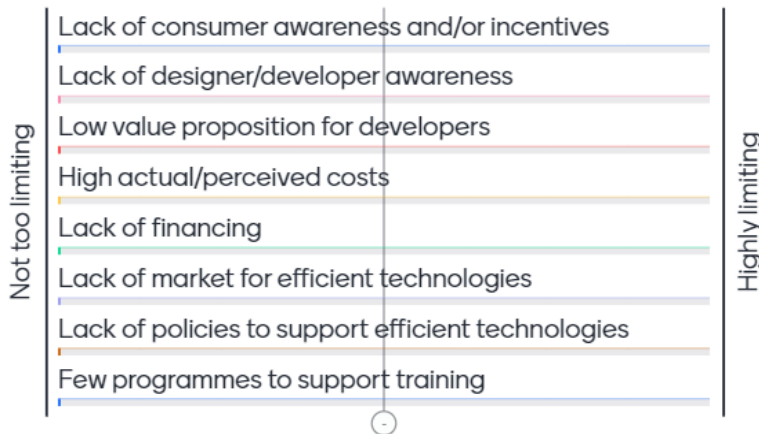 Lack of consumer awareness and/or incentives
Lack of designer/developer awareness
Low value proposition for developers
High actual/perceived costs
Lack of financing
Lack of market for efficient technologies
Lack of policies to support efficient technologies
Few programmes to support training
Not too limiting
Highly limiting
-